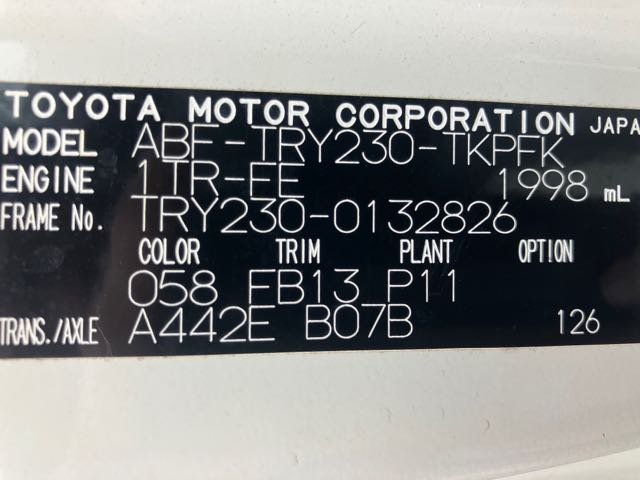 TOYOTA MOTOR CORPORATION JAPA
MODEL ABF-TRY230-TKPFK
ENGINE 1TR-FE 1998 mL
FRAME No. TRY230-0132826
COLOR TRIM PLANT OPTION
058 FB13 P11
TRANS./AXLE A442E B07B 126